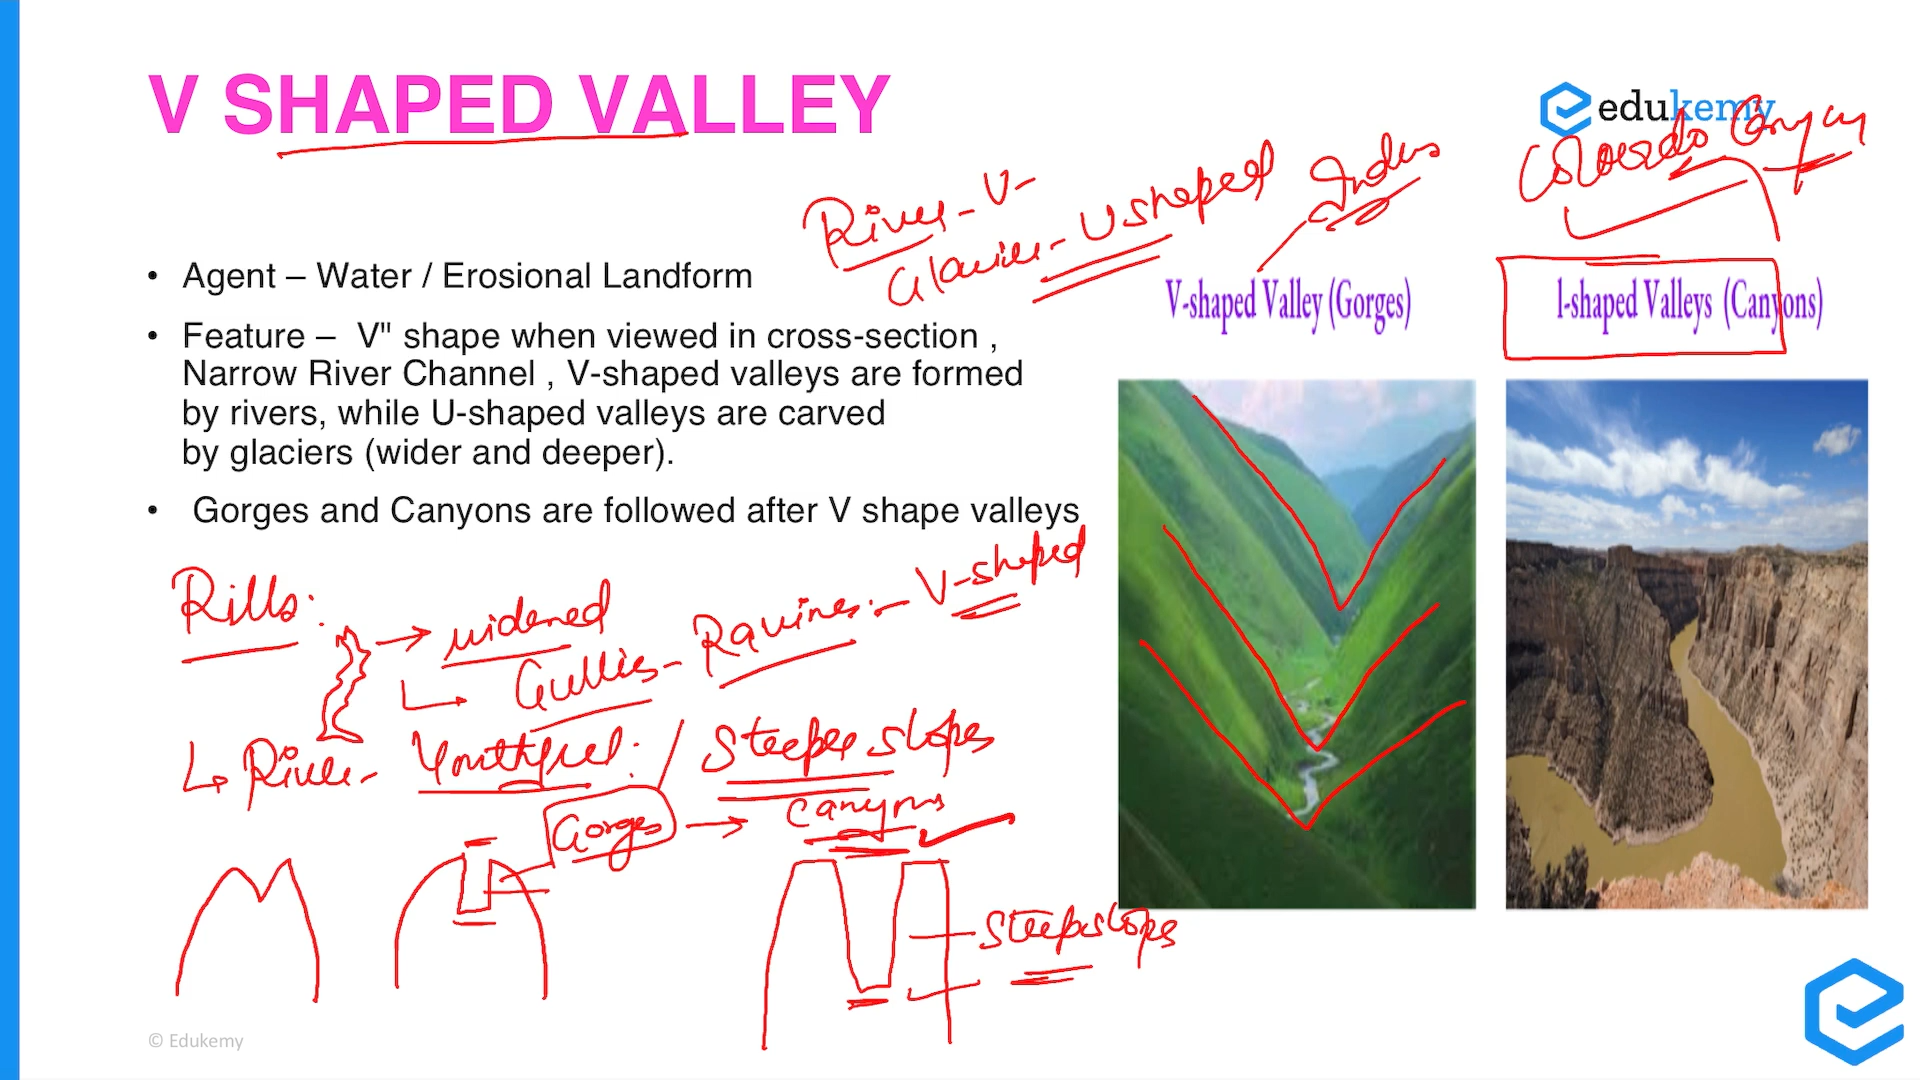 V SHAPED VALLEY
edukemy
Colorado Canyon
River - V-
Glacier - U shaped
Indus
• Agent – Water / Erosional Landform
• Feature – V" shape when viewed in cross-section ,
Narrow River Channel , V-shaped valleys are formed
by rivers, while U-shaped valleys are carved
by glaciers (wider and deeper).
• Gorges and Canyons are followed after V shape valleys
V-shaped Valley (Gorges)
l-shaped Valleys (Canyons)
Rills:
→ widened
↳ Gullies - Ravines:- V-shaped
↳ River - Youthful: / Steeper slopes
Gorges → Canyons
Steep slopes
© Edukemy